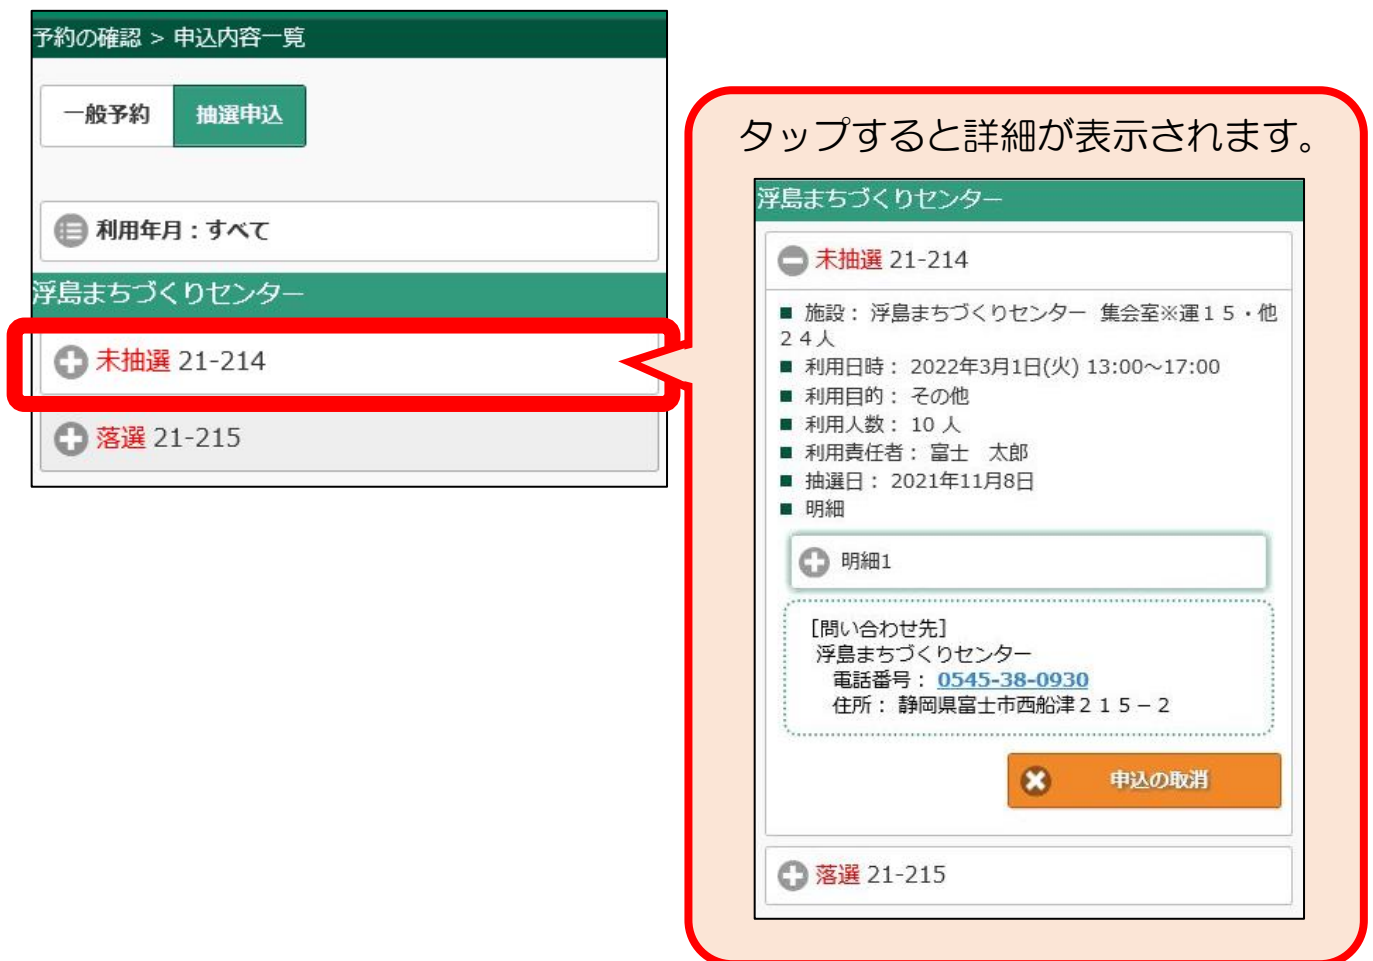 予約の確認 > 申込内容一覧
一般予約 抽選申込
利用年月：すべて
浮島まちづくりセンター
未抽選 21-214
落選 21-215
タップすると詳細が表示されます。
浮島まちづくりセンター
未抽選 21-214
■ 施設： 浮島まちづくりセンター 集会室※運１５・他
２４人
■ 利用日時： 2022年3月1日(火) 13:00～17:00
■ 利用目的： その他
■ 利用人数： 10 人
■ 利用責任者： 富士　太郎
■ 抽選日： 2021年11月8日
■ 明細
明細1
［問い合わせ先］
浮島まちづくりセンター
電話番号： 0545-38-0930
住所： 静岡県富士市西船津２１５－２
申込の取消
落選 21-215